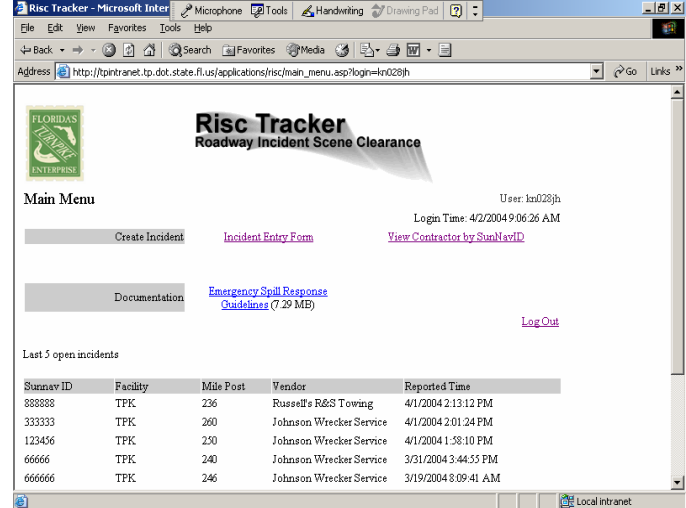 Risc Tracker - Microsoft Inter
Microphone Tools Handwriting Drawing Pad
File Edit View Favorites Tools Help
Back Search Favorites Media
Address http://tpintranet.tp.dot.state.fl.us/applications/risc/main_menu.asp?login=kn028jh Go Links »
FLORIDA'S
TURNPIKE
ENTERPRISE
Risc Tracker
Roadway Incident Scene Clearance
Main Menu
User: kn028jh
Login Time: 4/2/2004 9:06:26 AM
Create Incident Incident Entry Form View Contractor by SunNavID
Documentation Emergency Spill Response
Guidelines (7.29 MB)
Log Out
Last 5 open incidents
Sunnav ID Facility Mile Post Vendor Reported Time
888888 TPK 236 Russell's R&S Towing 4/1/2004 2:13:12 PM
333333 TPK 260 Johnson Wrecker Service 4/1/2004 2:01:24 PM
123456 TPK 250 Johnson Wrecker Service 4/1/2004 1:58:10 PM
66666 TPK 240 Johnson Wrecker Service 3/31/2004 3:44:55 PM
666666 TPK 246 Johnson Wrecker Service 3/19/2004 8:09:41 AM
Local intranet